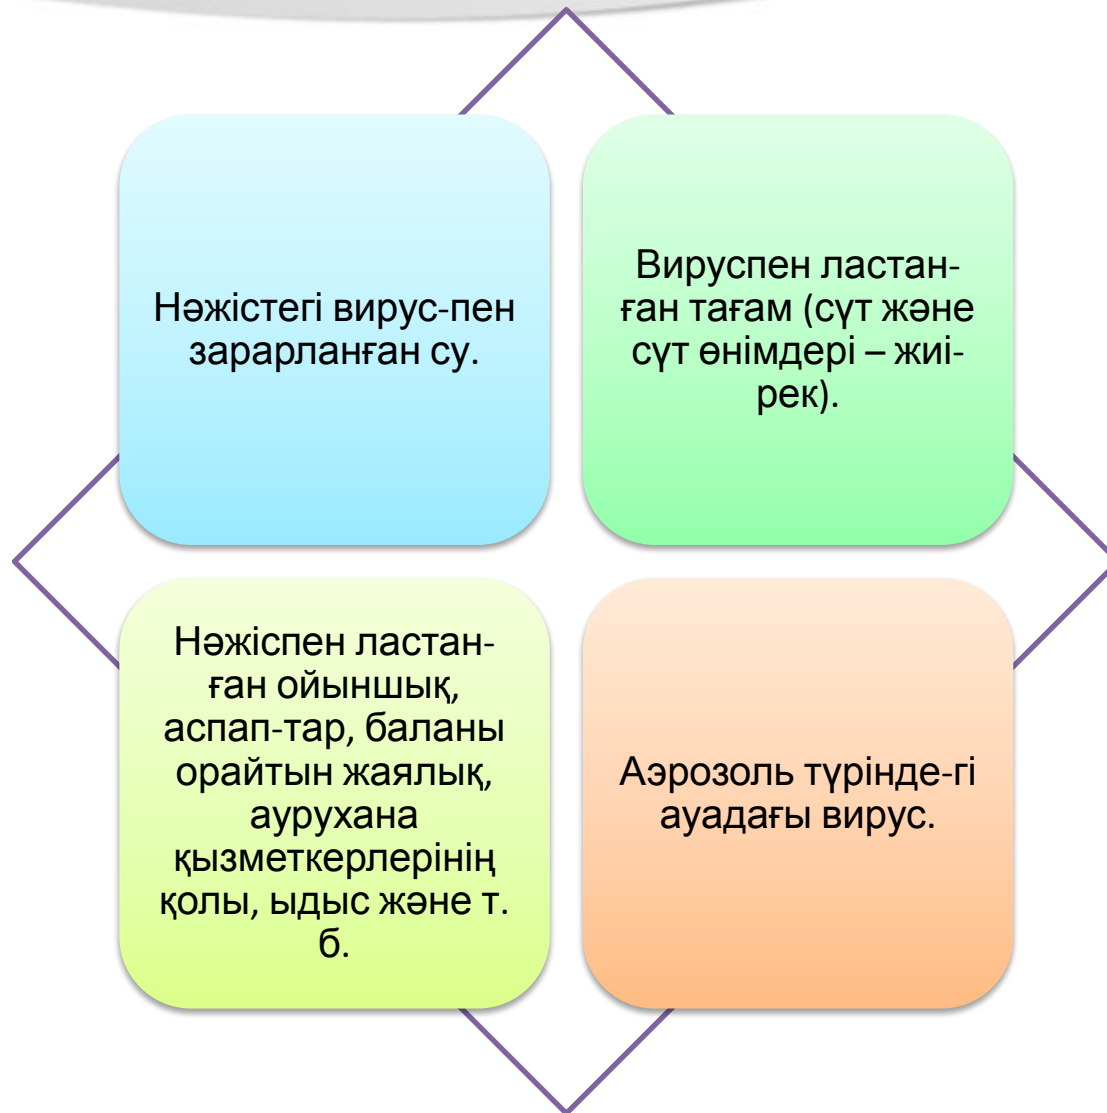 Нәжістегі вирус-пен
зарарланған су.
Вируспен ластан-
ған тағам (сүт және
сүт өнімдері – жиі-
рек).
Нәжіспен ластан-
ған ойыншық,
аспап-тар, баланы
орайтын жаялық,
аурухана
қызметкерлерінің
қолы, ыдыс және т.
б.
Аэрозоль түрінде-гі
ауадағы вирус.